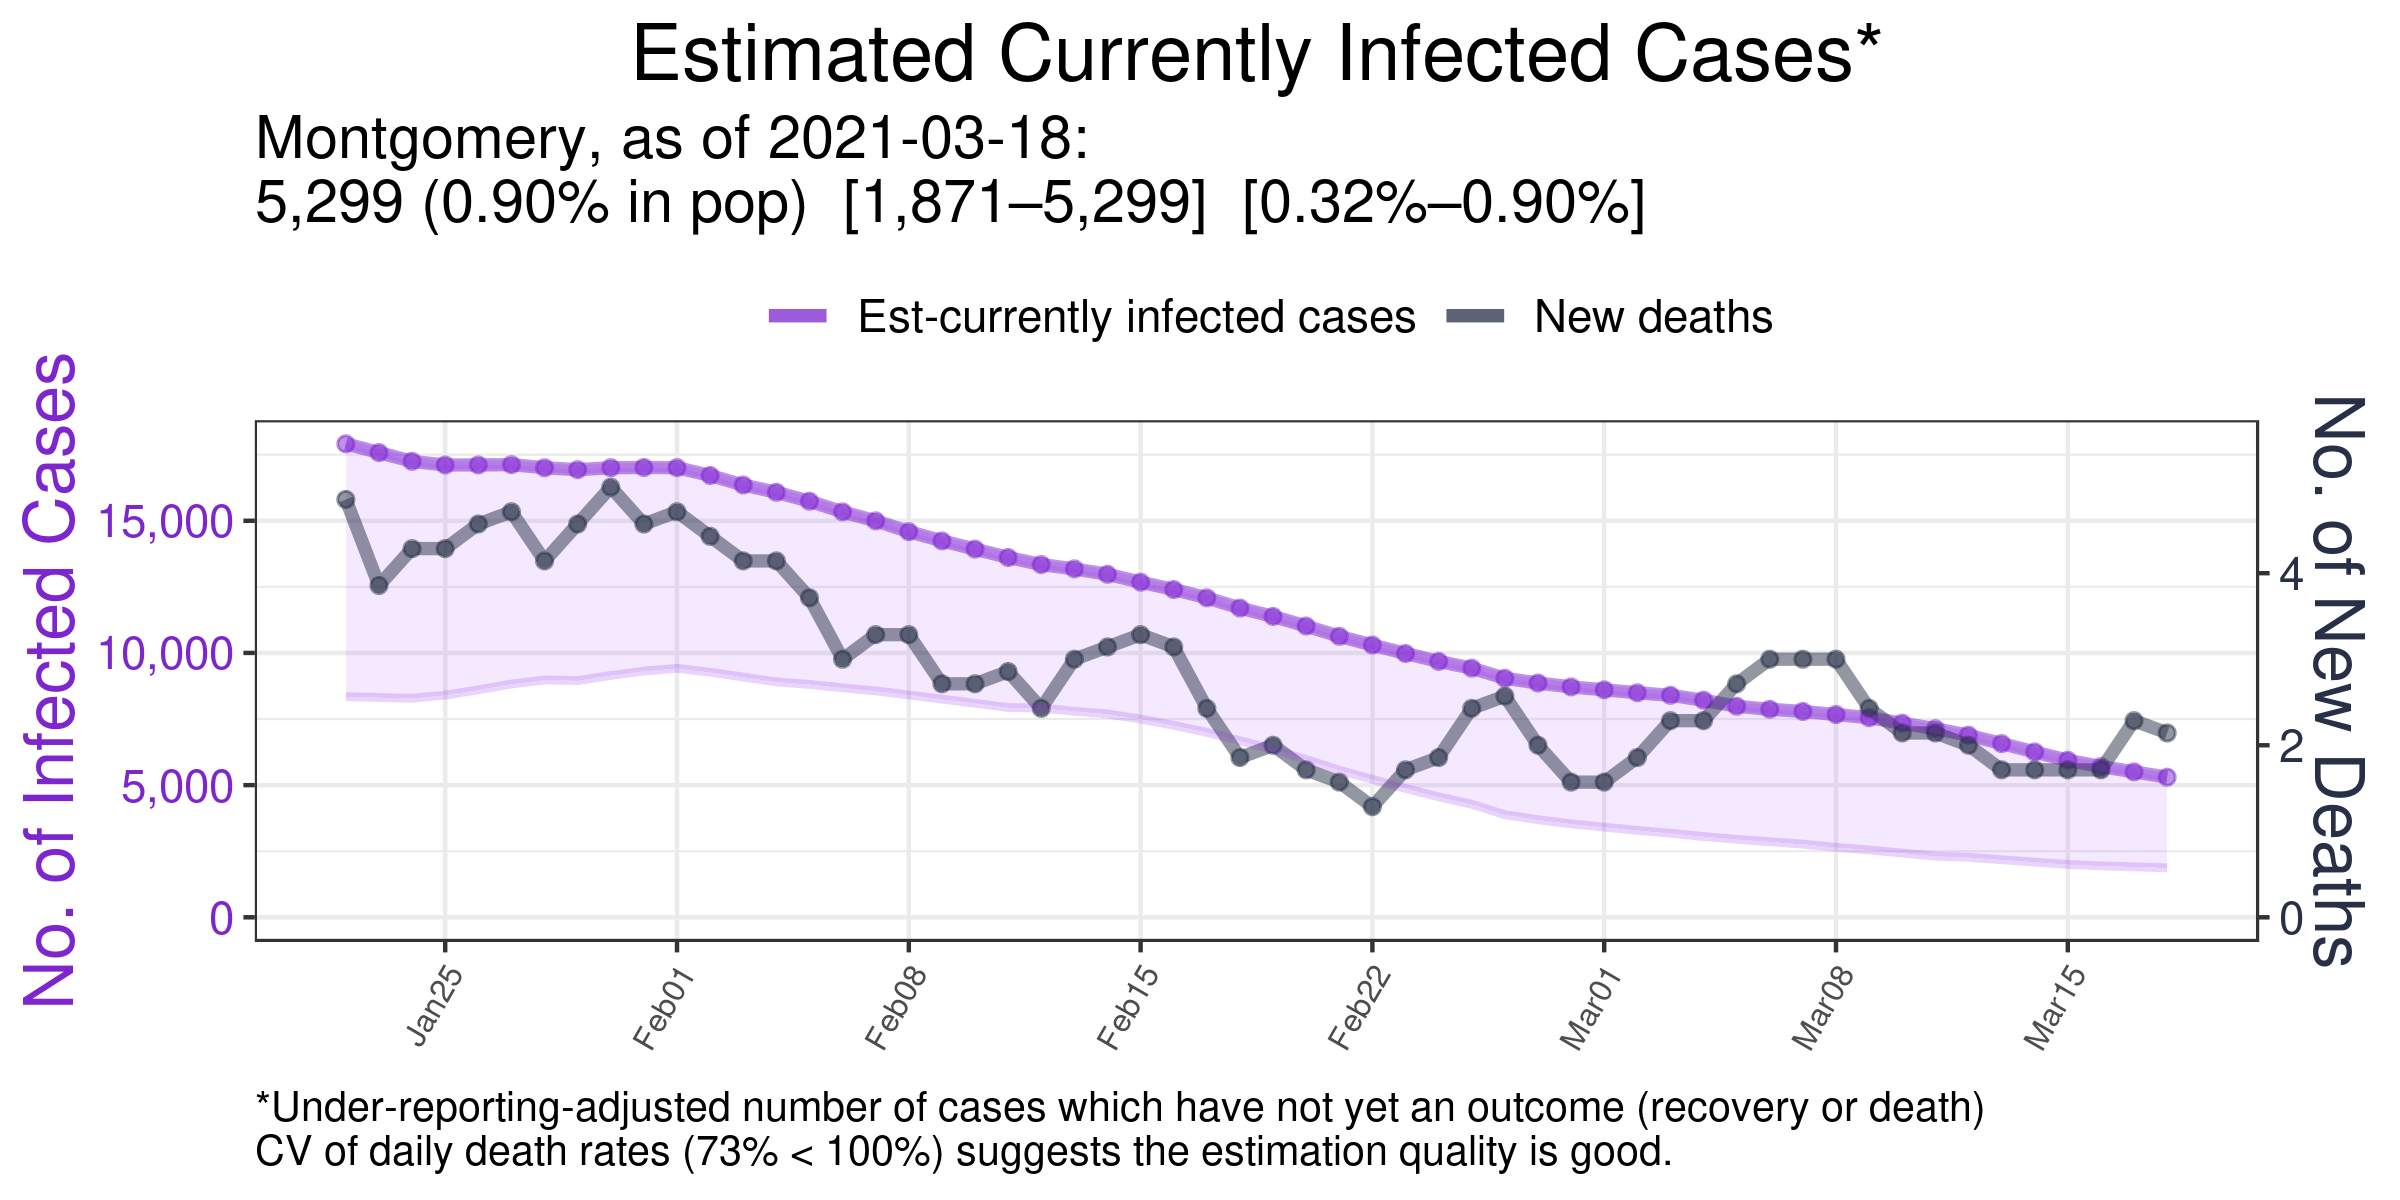 Estimated Currently Infected Cases*
Montgomery, as of 2021-03-18:
5,299 (0.90% in pop)  [1,871–5,299]  [0.32%–0.90%]
Est-currently infected cases
New deaths
No. of Infected Cases
15,000
10,000
5,000
0
No. of New Deaths
4
2
0
Jan25
Feb01
Feb08
Feb15
Feb22
Mar01
Mar08
Mar15
*Under-reporting-adjusted number of cases which have not yet an outcome (recovery or death)
CV of daily death rates (73% < 100%) suggests the estimation quality is good.